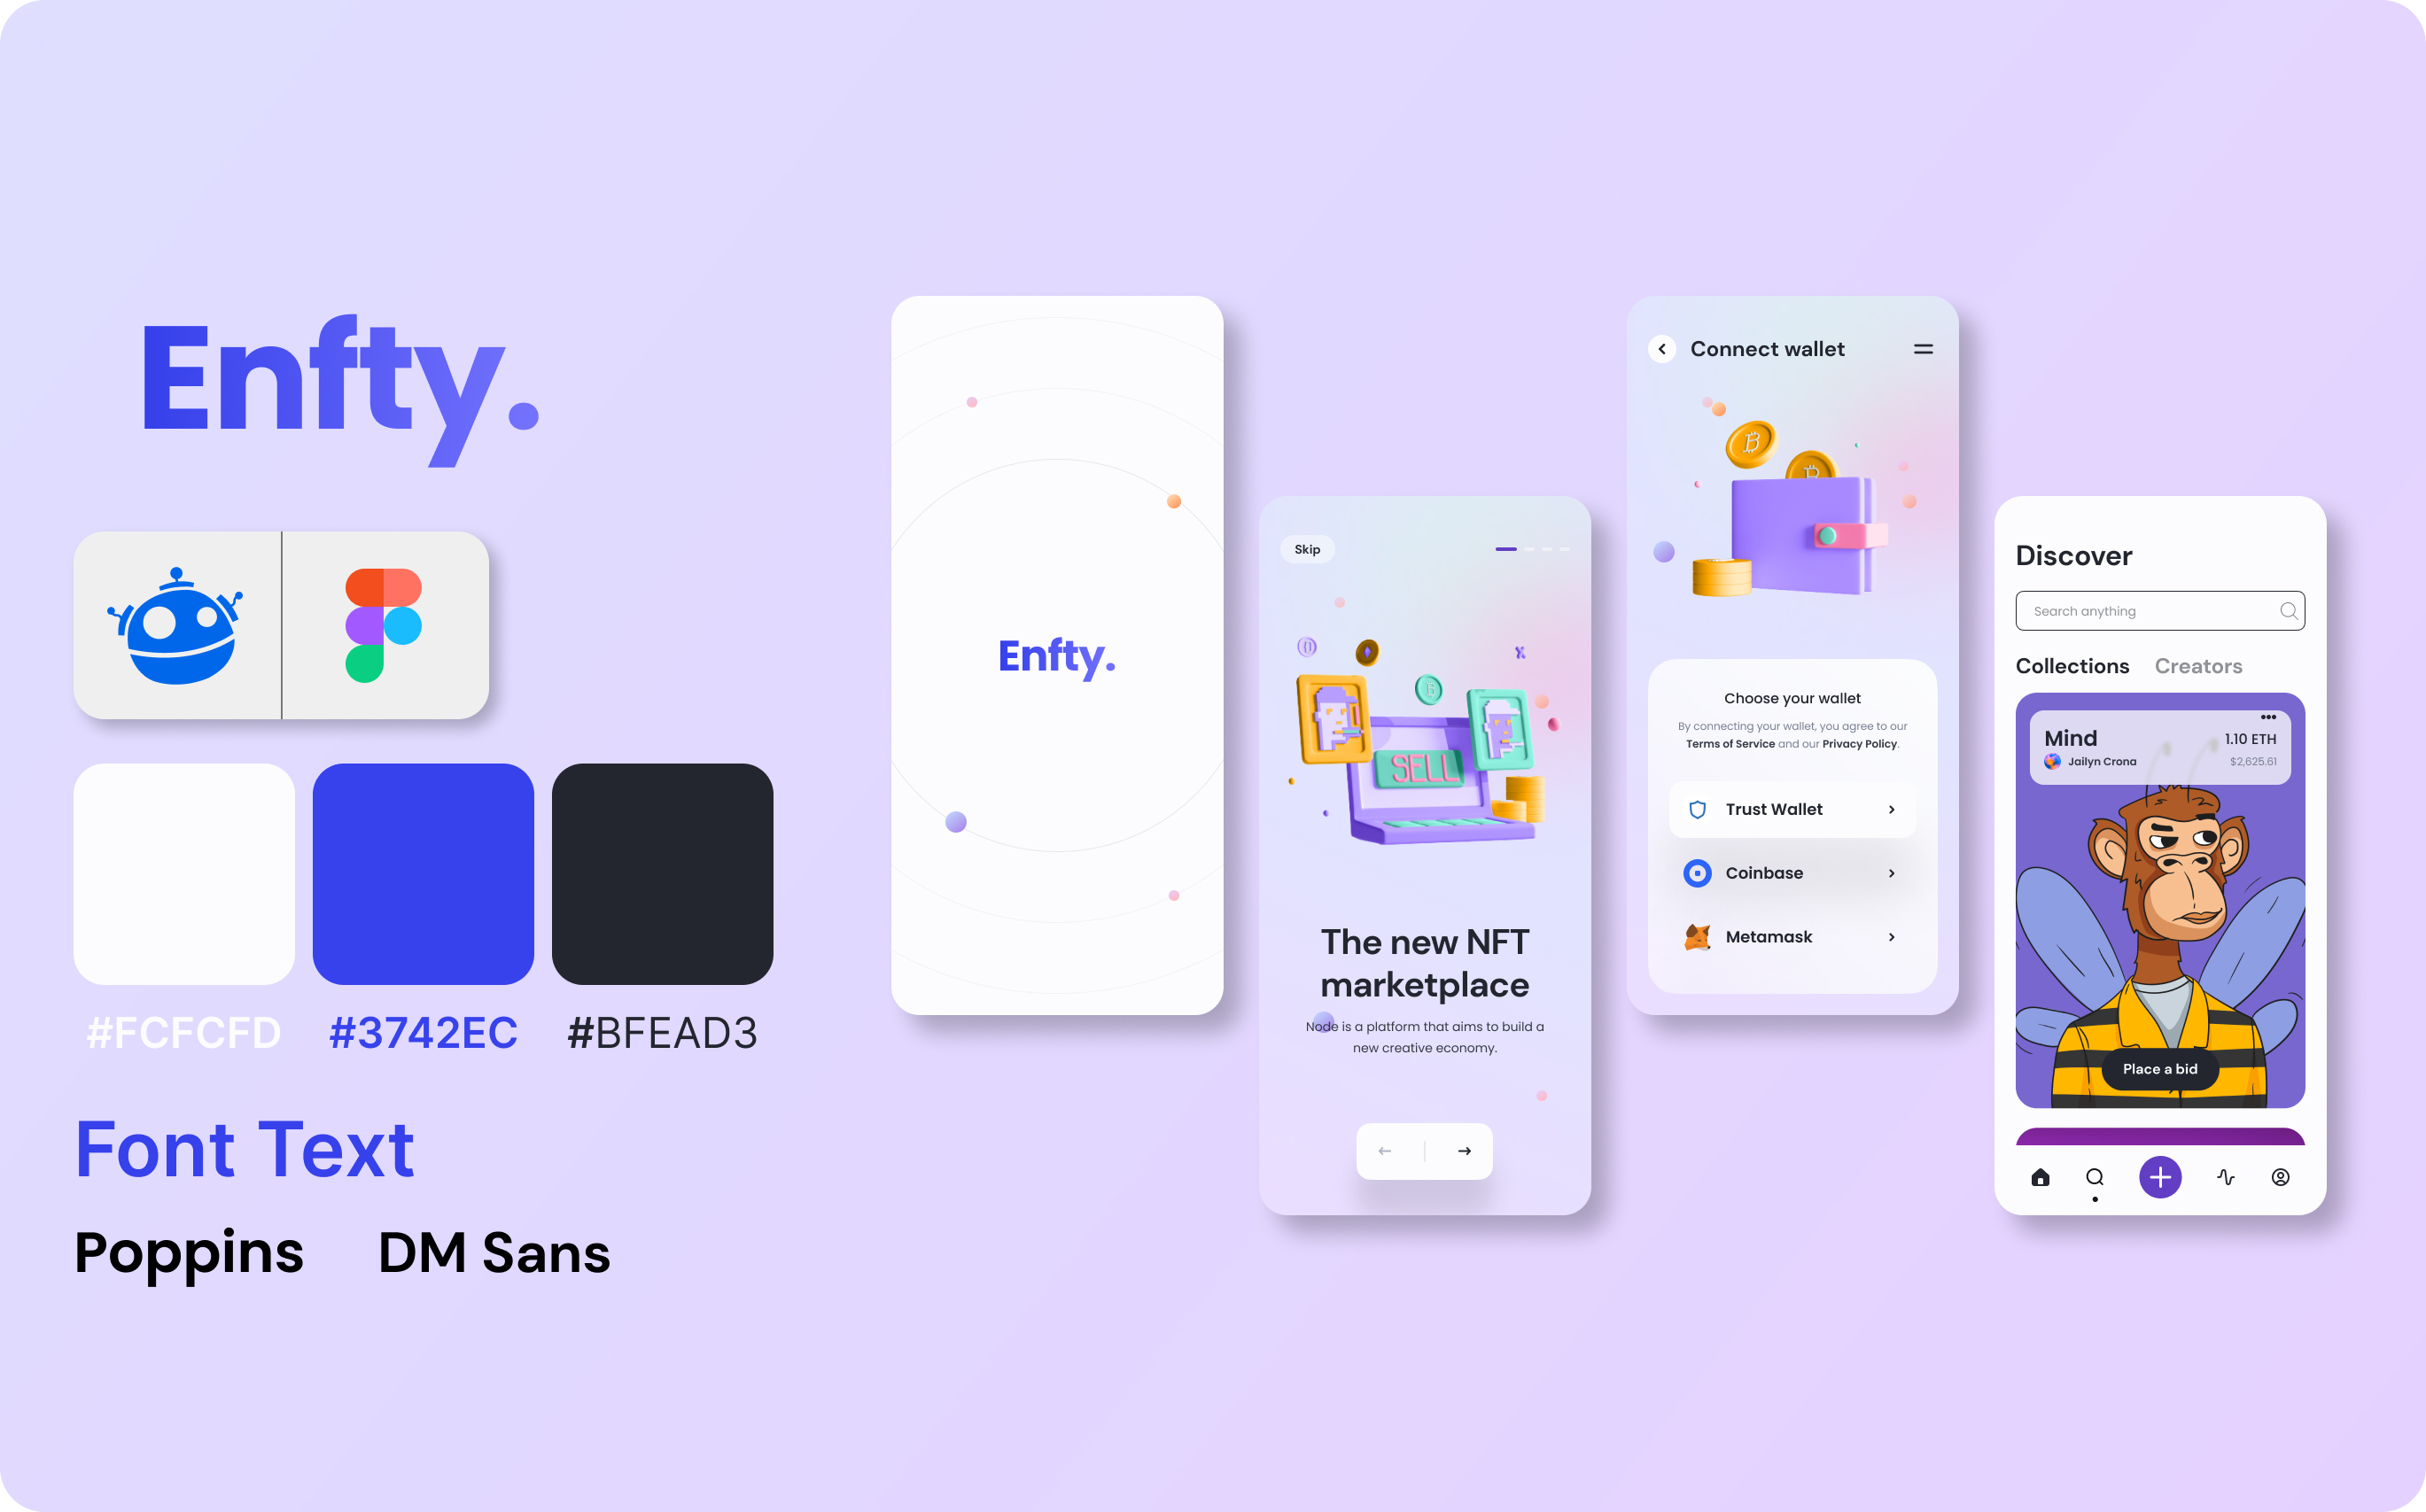 Enfty.
#FCFCFD
#3742EC
#BFEAD3
Font Text
Poppins
DM Sans
Enfty.
Skip
SELL
The new NFT
marketplace
Node is a platform that aims to build a
new creative economy.
Connect wallet
Choose your wallet
By connecting your wallet, you agree to our
Terms of Service and our Privacy Policy.
Trust Wallet
Coinbase
Metamask
Discover
Search anything
Collections
Creators
Mind
1.10 ETH
Jailyn Crona
$2,625.61
Place a bid